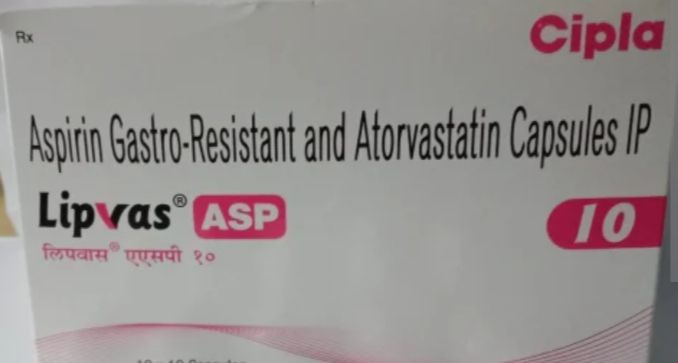 Rx
Cipla
Aspirin Gastro-Resistant and Atorvastatin Capsules IP
Lipvas® ASP 10
लिपवास® एएसपी १०